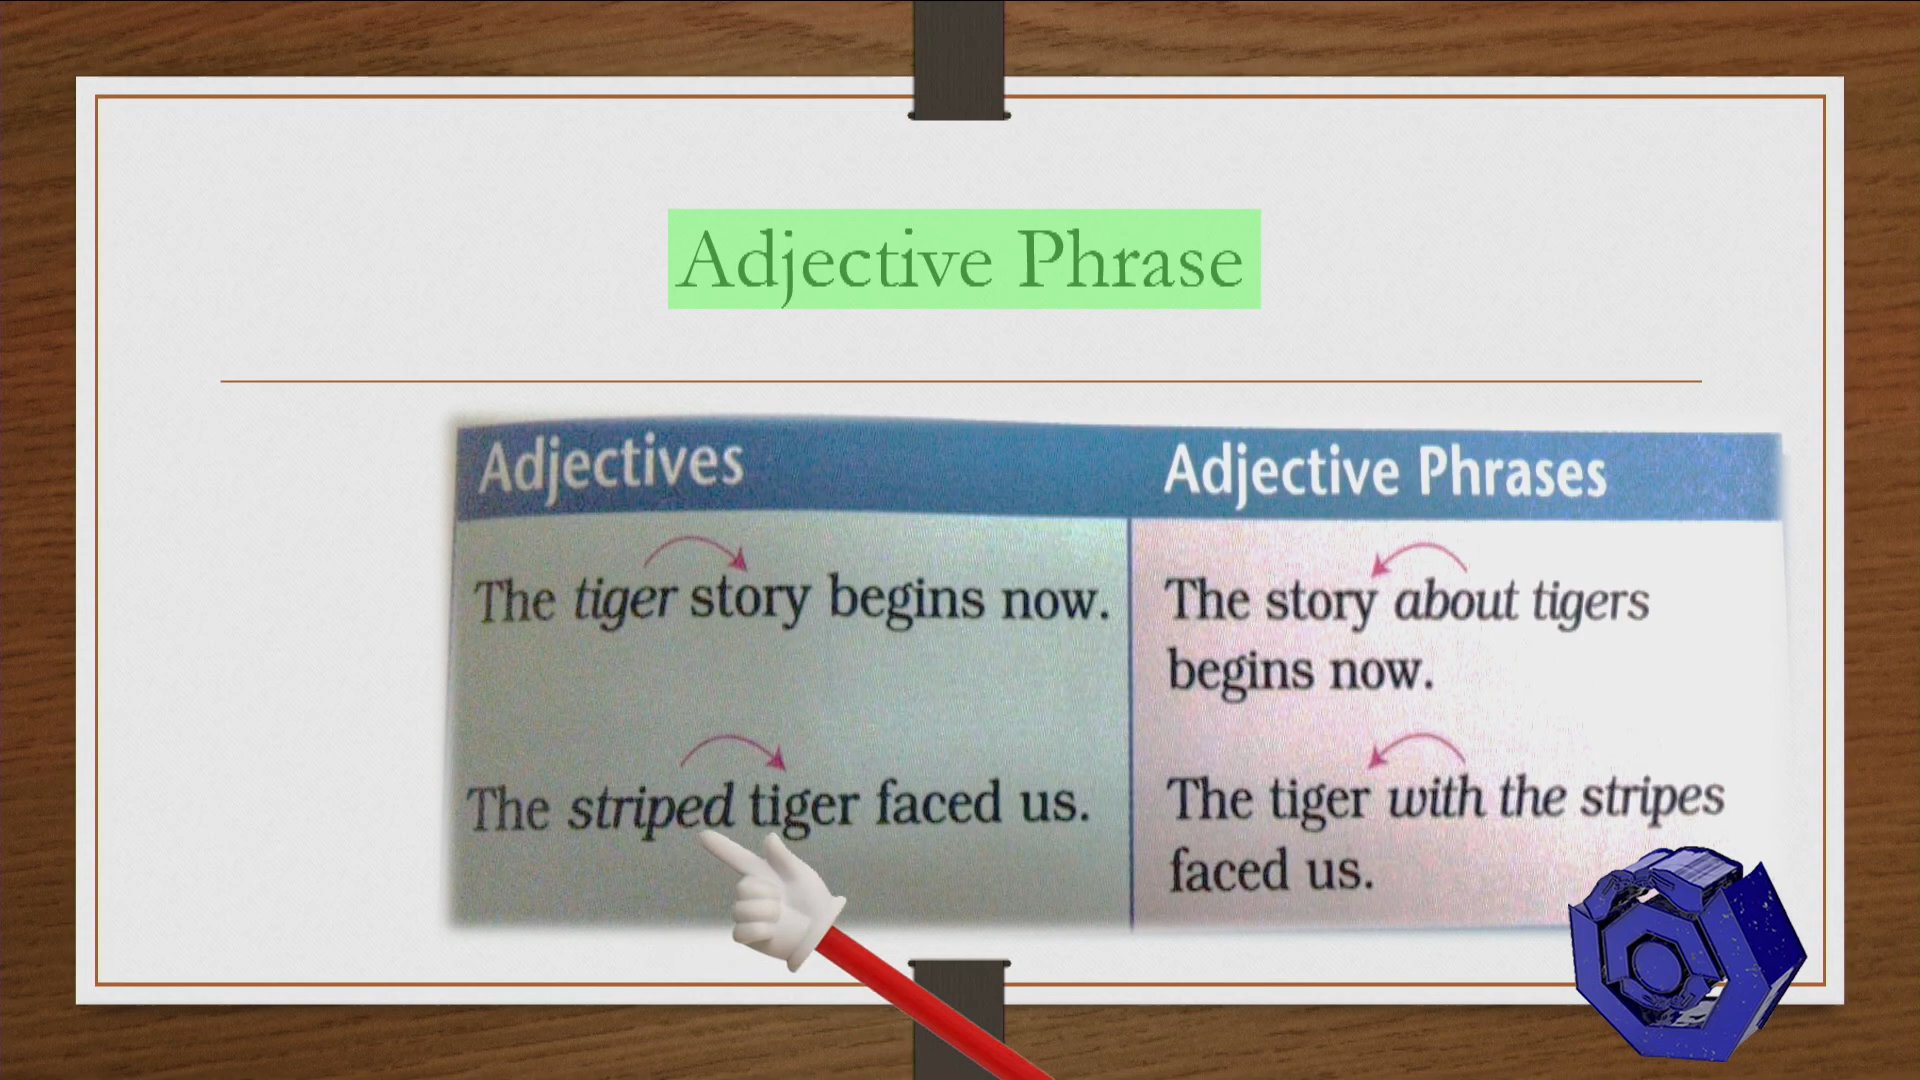 Adjective Phrase
Adjectives
Adjective Phrases
The tiger story begins now.
The story about tigers
begins now.
The striped tiger faced us.
The tiger with the stripes
faced us.